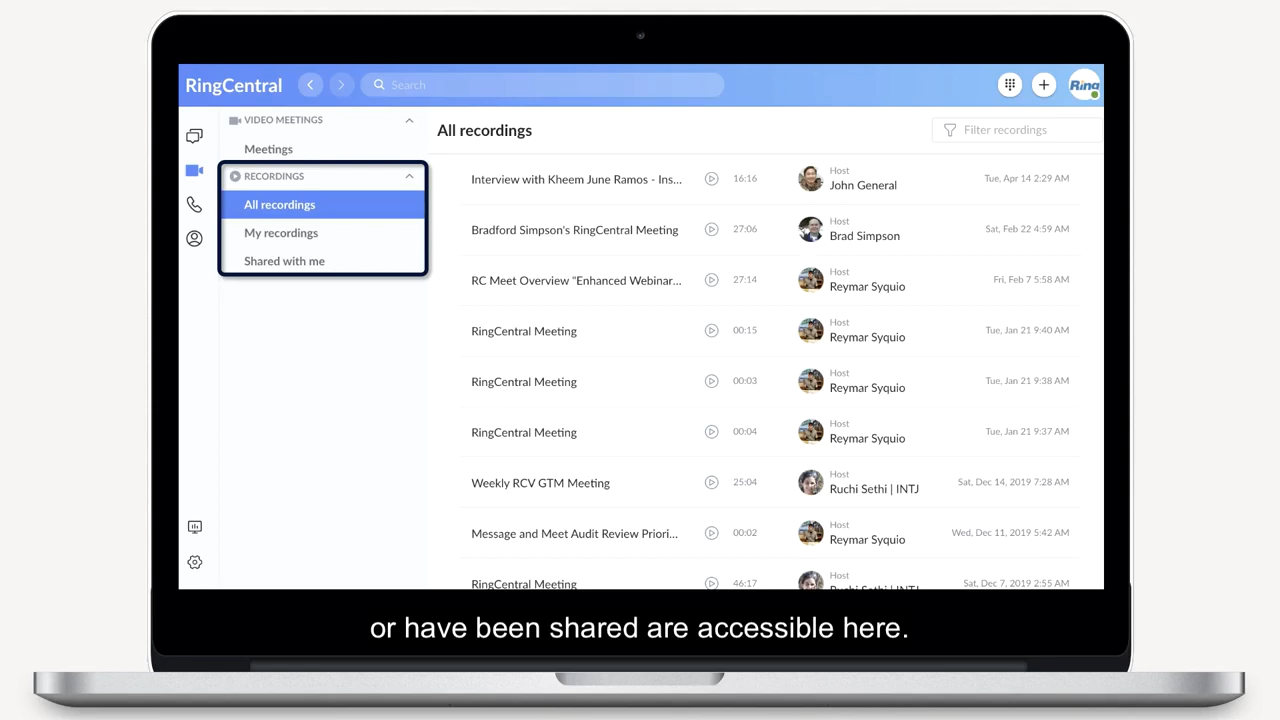 RingCentral
Search
Ring
VIDEO MEETINGS
Meetings
RECORDINGS
All recordings
My recordings
Shared with me
All recordings
Filter recordings
Interview with Kheem June Ramos - Ins... 16:16 Host John General Tue, Apr 14 2:29 AM
Bradford Simpson's RingCentral Meeting 27:06 Host Brad Simpson Sat, Feb 22 4:59 AM
RC Meet Overview "Enhanced Webinar... 27:14 Host Reymar Syquio Fri, Feb 7 5:58 AM
RingCentral Meeting 00:15 Host Reymar Syquio Tue, Jan 21 9:40 AM
RingCentral Meeting 00:03 Host Reymar Syquio Tue, Jan 21 9:38 AM
RingCentral Meeting 00:04 Host Reymar Syquio Tue, Jan 21 9:37 AM
Weekly RCV GTM Meeting 25:04 Host Ruchi Sethi | INTJ Sat, Dec 14, 2019 7:28 AM
Message and Meet Audit Review Priori... 00:02 Host Reymar Syquio Wed, Dec 11, 2019 5:42 AM
RingCentral Meeting 46:17 Host Ruchi Sethi | INTJ Sat, Dec 7, 2019 2:55 AM
or have been shared are accessible here.